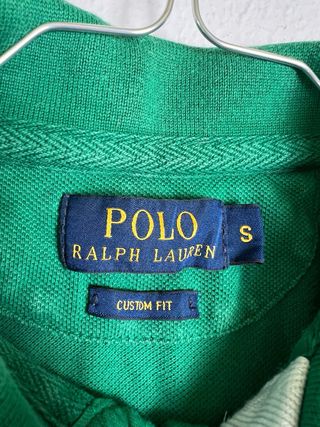 POLO
RALPH LAUREN
S
CUSTOM FIT